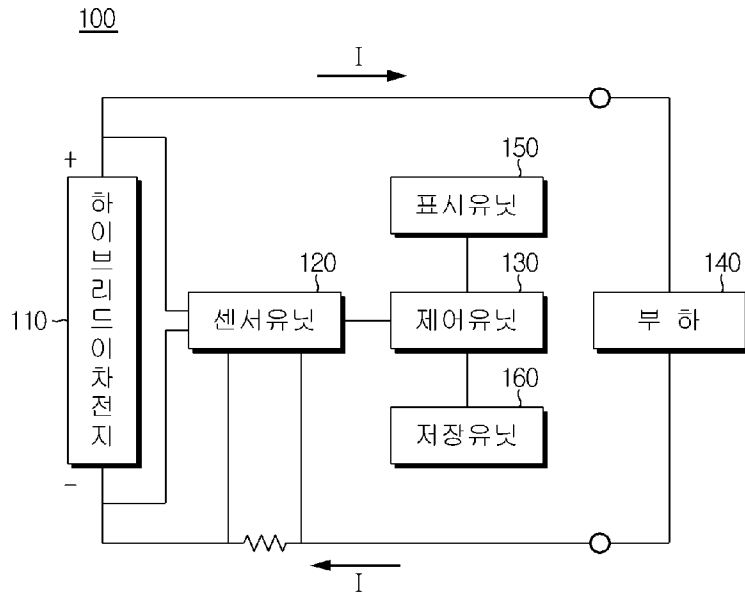 100
I
+
150
표시유닛
하이브리드이차전지
120
130
140
110
센서유닛
제어유닛
부 하
160
저장유닛
-
I